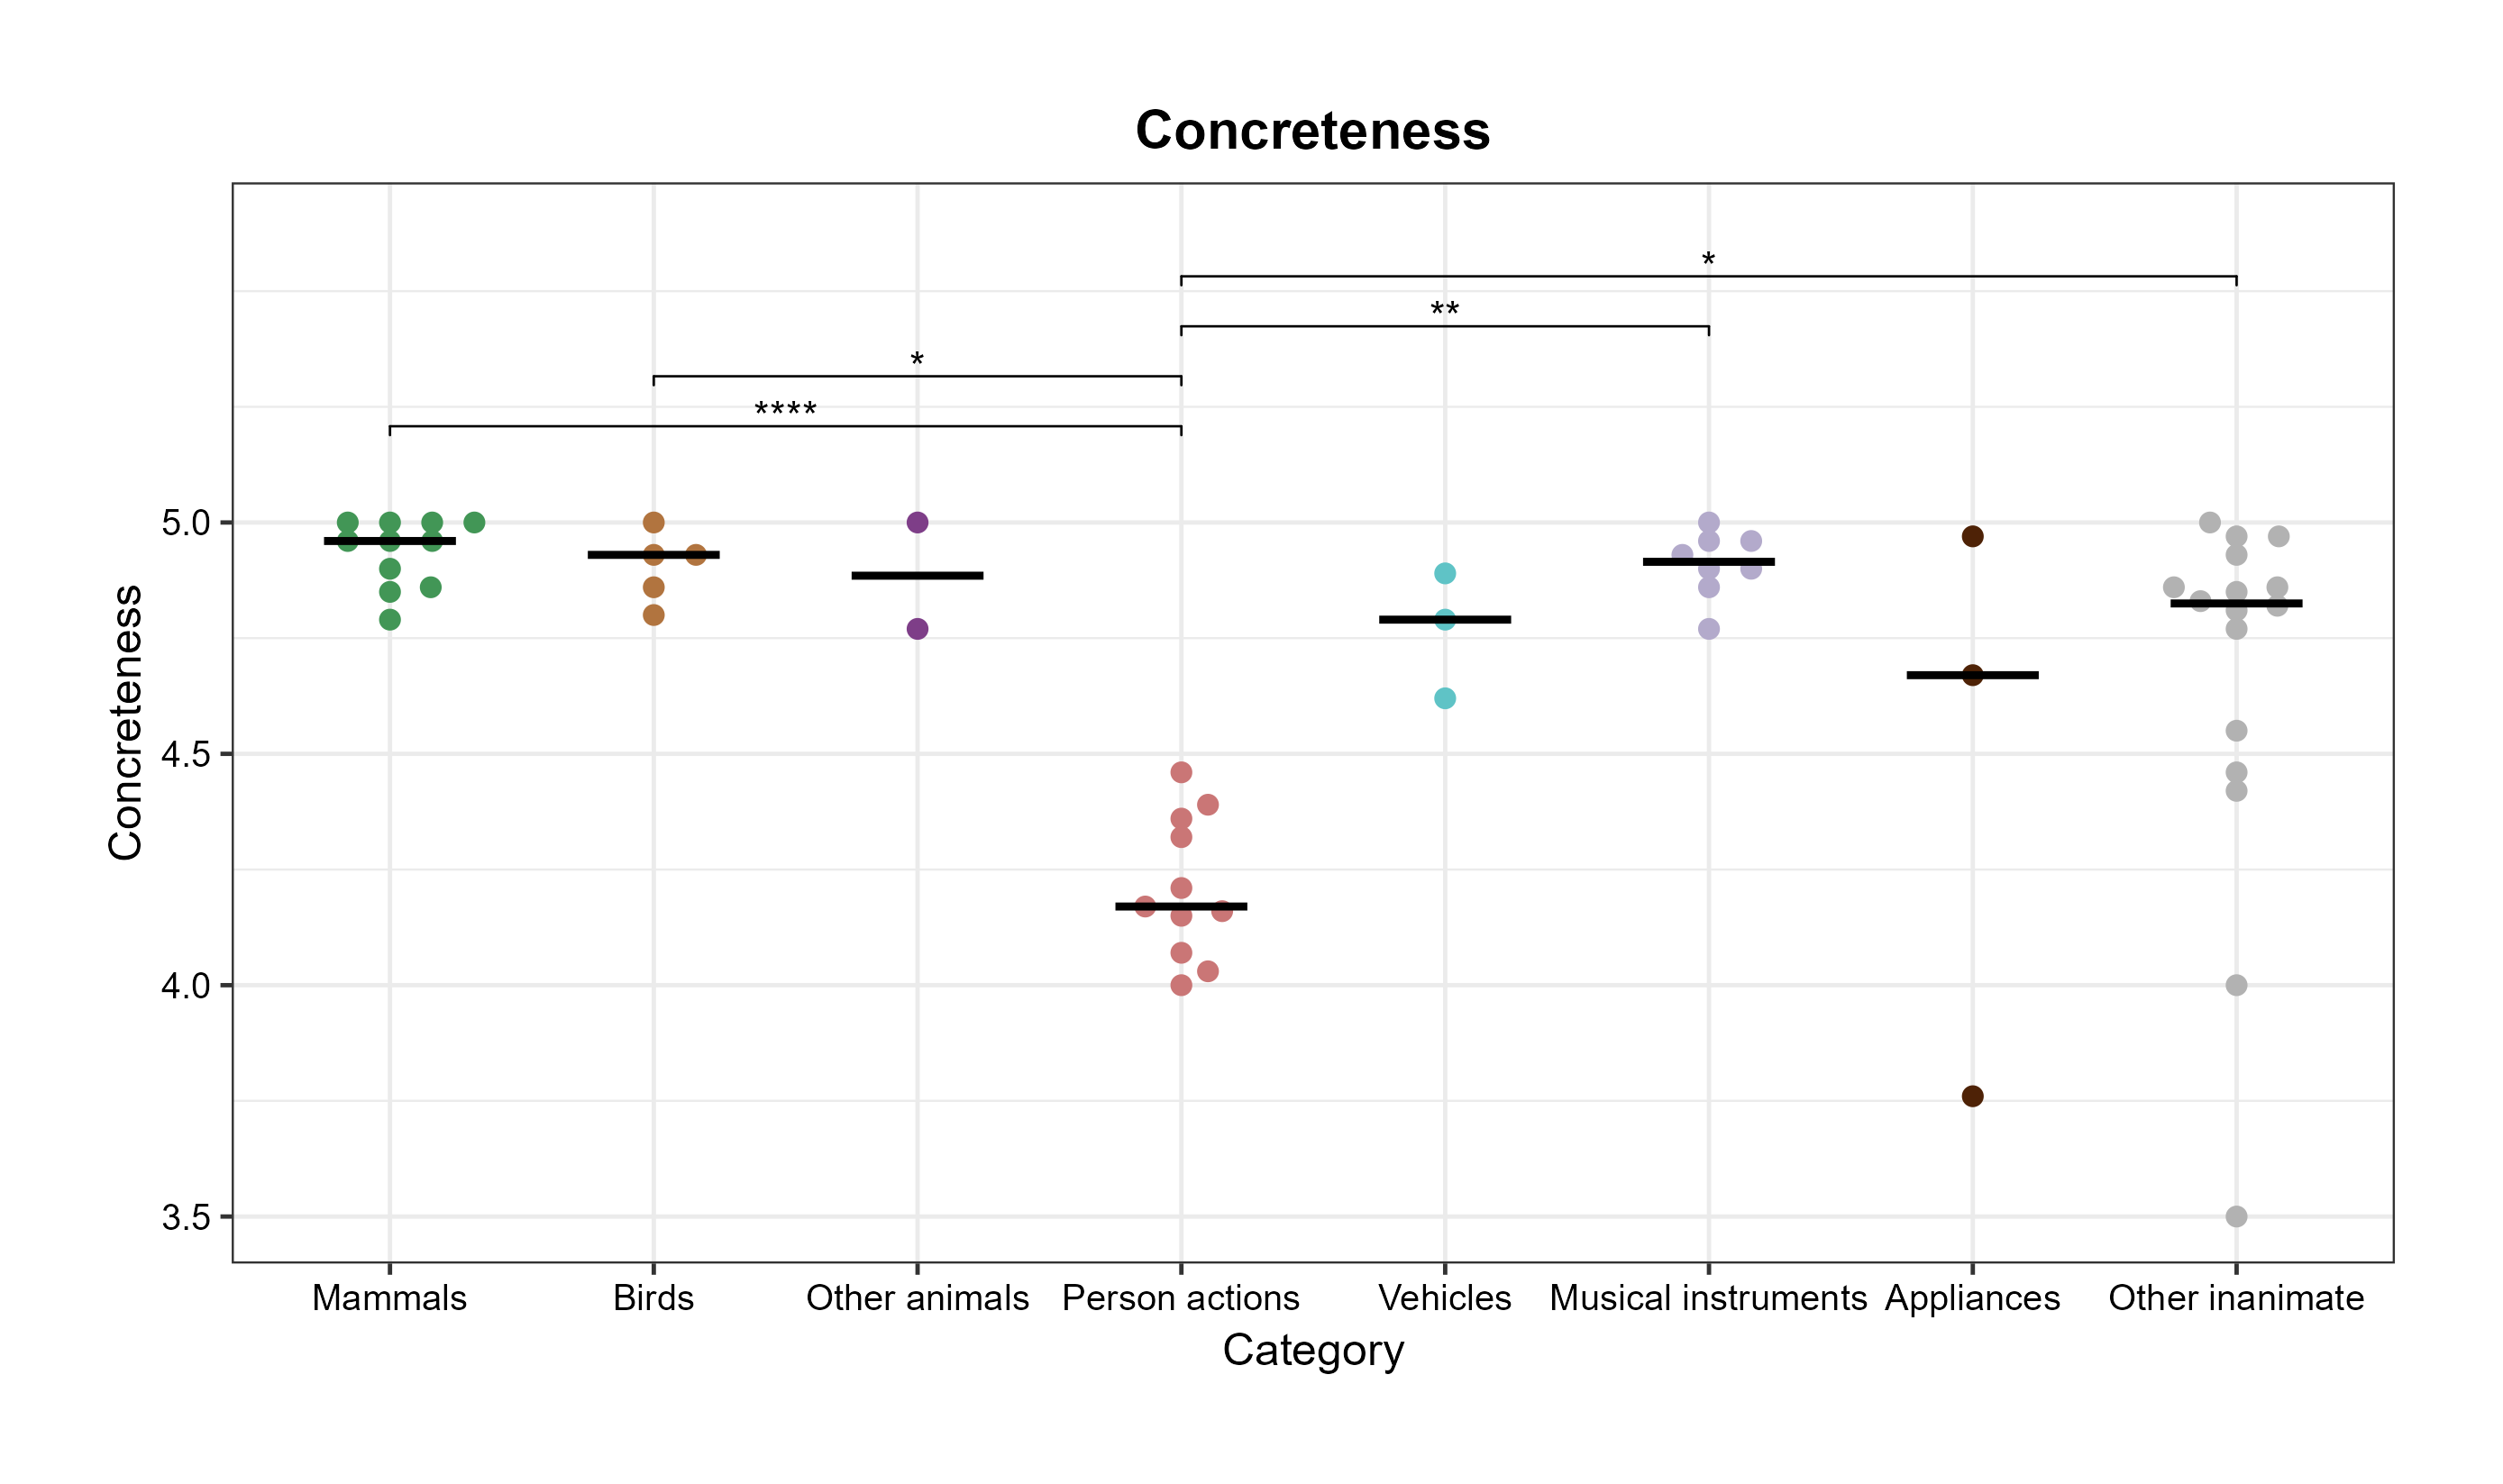 Concreteness
*
**
*
****
5.0
4.5
4.0
3.5
Concreteness
Mammals Birds Other animals Person actions Vehicles Musical instruments Appliances Other inanimate
Category